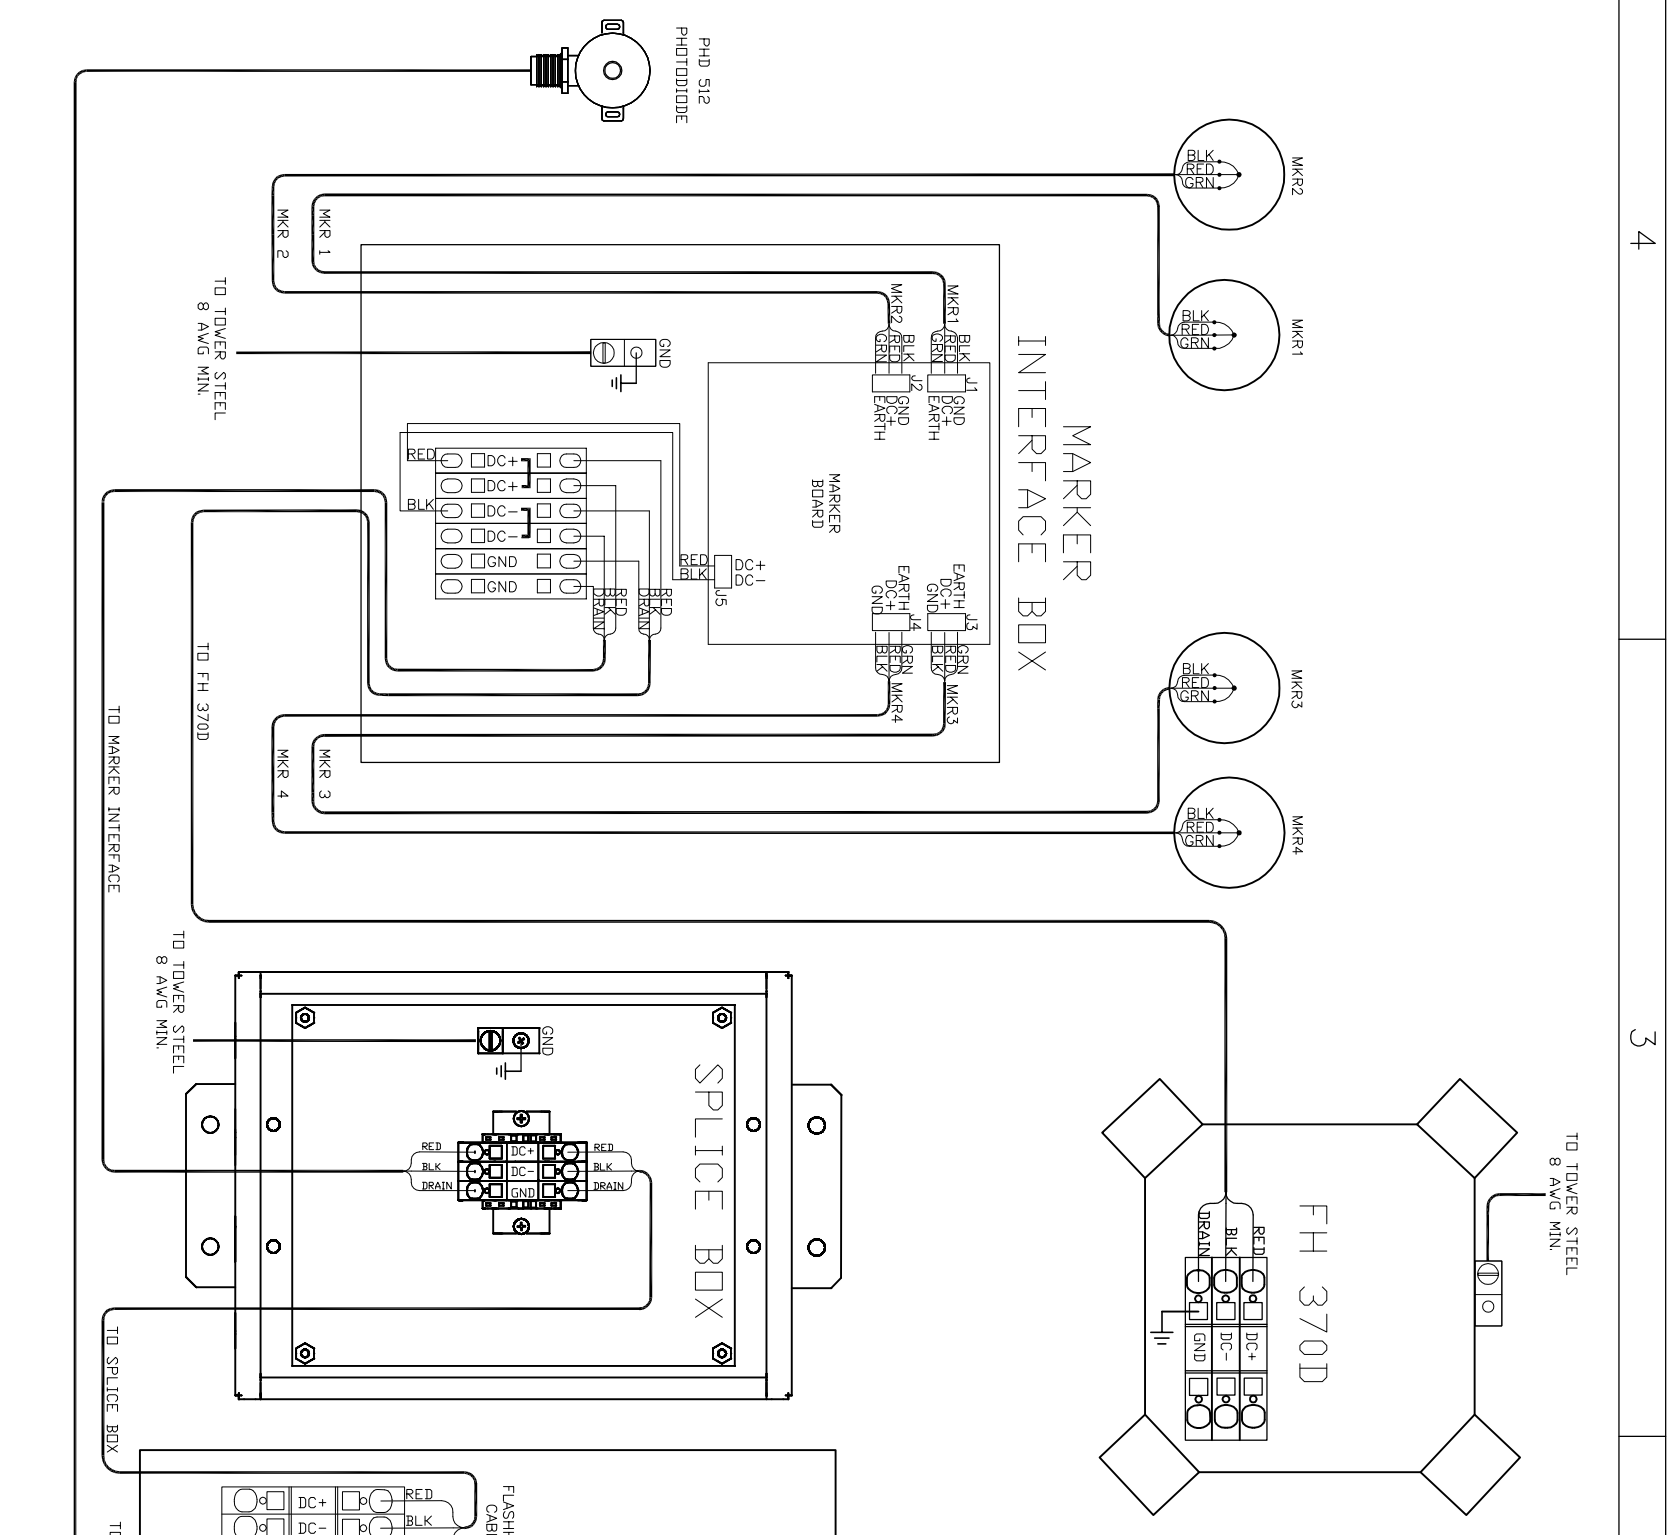 PHD 512
PHOTODIODE
MKR2
BLK
RED
GRN
MKR1
BLK
RED
GRN
4
MKR 2
MKR 1
TO TOWER STEEL
8 AWG MIN.
GND
MKR2
MKR1
GRN
RED
BLK
GRN
RED
BLK
J2
J1
GND
DC+
EARTH
GND
DC+
EARTH
MARKER
INTERFACE BOX
MARKER
BOARD
RED
DC+
DC+
BLK
DC-
DC-
GND
GND
DRAIN
BLK
RED
DRAIN
BLK
RED
RED
BLK
DC+
DC-
J5
EARTH
DC+
GND
EARTH
DC+
GND
J4
J3
BLK
RED
GRN
BLK
RED
GRN
MKR4
MKR3
MKR 4
MKR 3
MKR3
BLK
RED
GRN
MKR4
BLK
RED
GRN
TO FH 370D
TO MARKER INTERFACE
3
TO TOWER STEEL
8 AWG MIN.
GND
SPLICE BOX
RED
BLK
DRAIN
DC+
DC-
GND
RED
BLK
DRAIN
TO TOWER STEEL
8 AWG MIN.
FH 370D
DRAIN
BLK
RED
GND
DC-
DC+
TO SPLICE BOX
DC+
DC-
RED
BLK